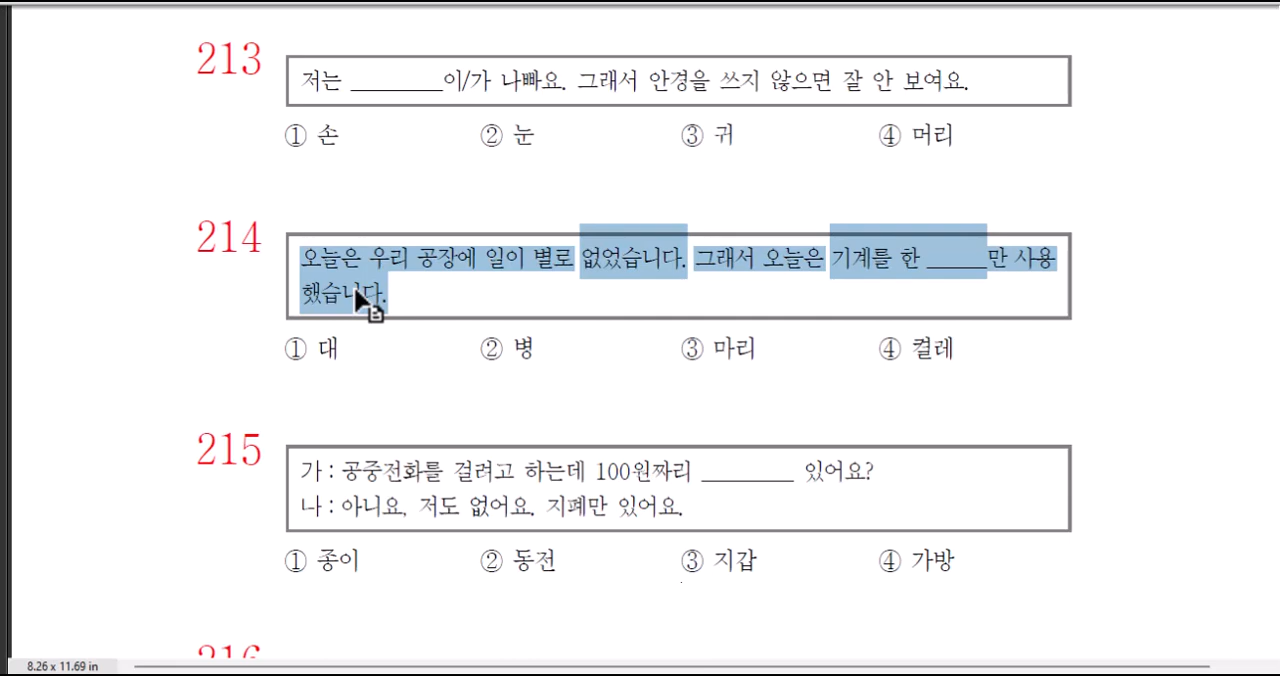 213
저는 ________이/가 나빠요. 그래서 안경을 쓰지 않으면 잘 안 보여요.
① 손 ② 눈 ③ 귀 ④ 머리
214
오늘은 우리 공장에 일이 별로 없었습니다. 그래서 오늘은 기계를 한 _____만 사용
했습니다.
① 대 ② 병 ③ 마리 ④ 켤레
215
가 : 공중전화를 걸려고 하는데 100원짜리 ________ 있어요?
나 : 아니요, 저도 없어요. 지폐만 있어요.
① 종이 ② 동전 ③ 지갑 ④ 가방
216
8.26 x 11.69 in